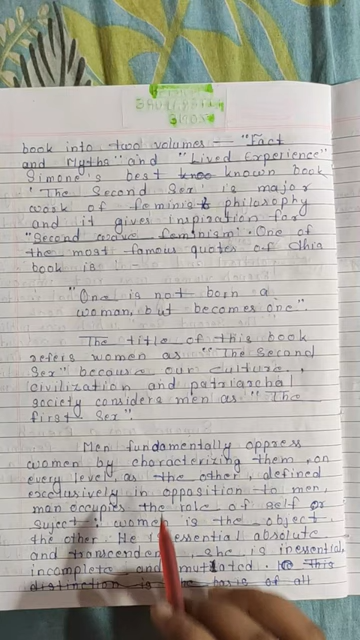 book into two volumes — "Fact
and Myths" and "Lived Experience"
Simone's best known book
'The Second Sex' is major
work of feminist philosophy
and it gives inspiration for
"Second wave feminism". One of
the most famous quotes of this
book is -
"One is not born a
woman, but becomes one".
The title of this book
refers women as "The Second
Sex" because our culture,
civilization and patriarchal
society considers men as "The
first Sex"
Men fundamentally oppress
women by characterizing them on
every level, as the other, defined
exclusively in opposition to men,
man occupies the role of self or
suject; women is the object
the other. He is essential absolute
and transcendent, she is inessential
incomplete and mutilated. This
distinction is the basis of all